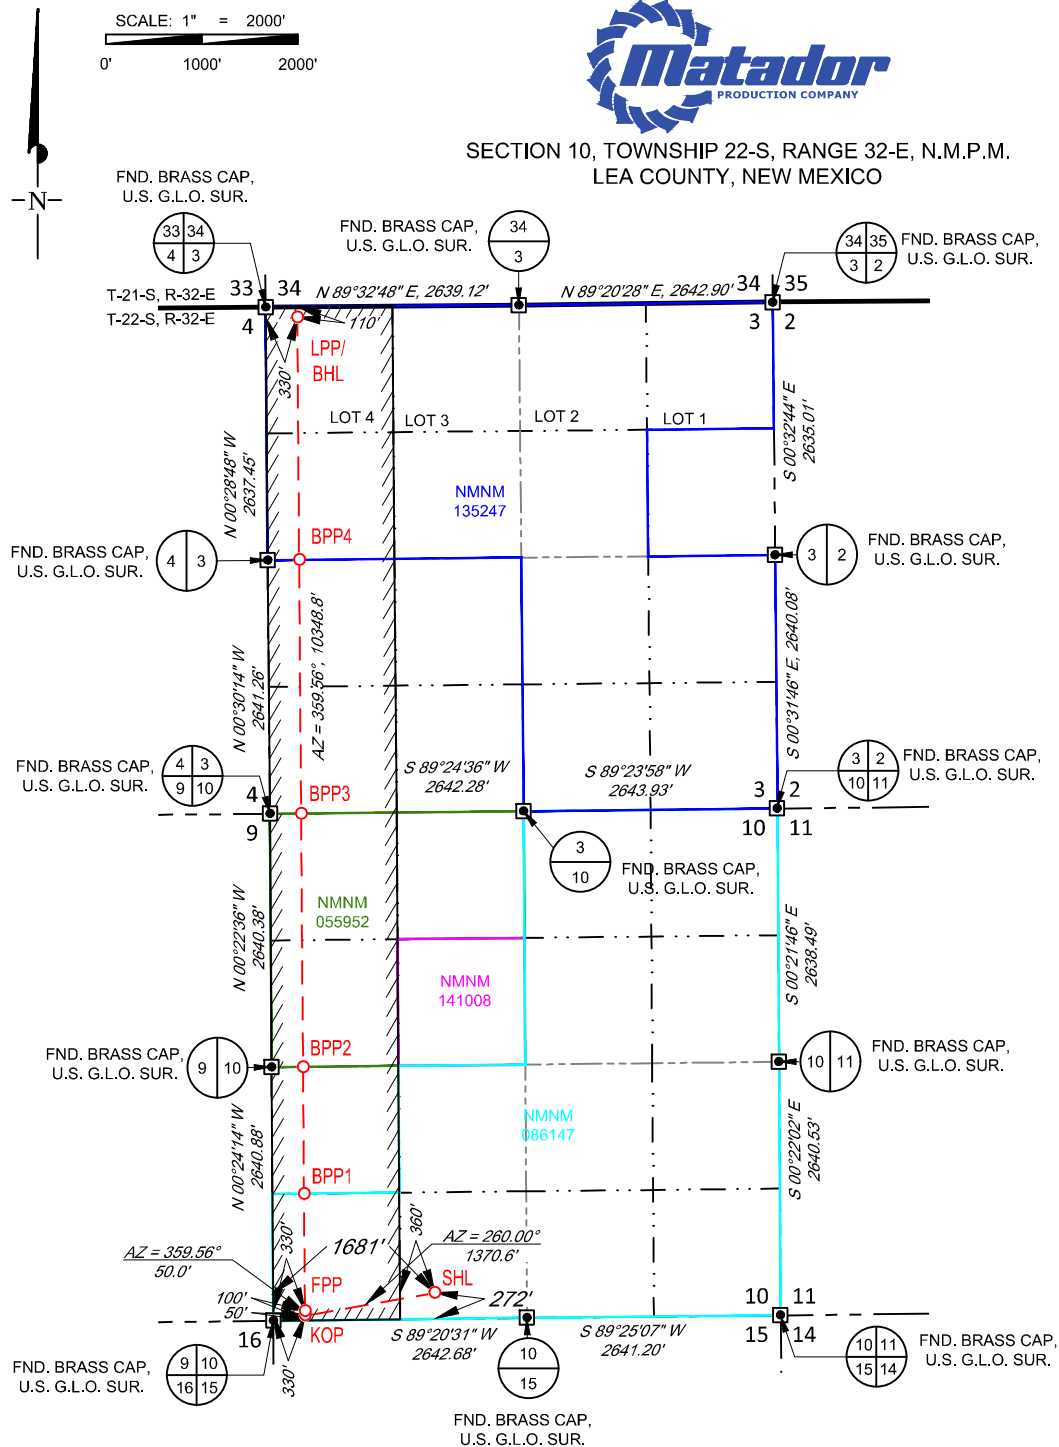 SCALE: 1" = 2000'
0' 1000' 2000'
Matador
PRODUCTION COMPANY
SECTION 10, TOWNSHIP 22-S, RANGE 32-E, N.M.P.M.
LEA COUNTY, NEW MEXICO
N
FND. BRASS CAP,
U.S. G.L.O. SUR.
33 34
4 3
FND. BRASS CAP,
U.S. G.L.O. SUR.
34
3
34 35
3 2
FND. BRASS CAP,
U.S. G.L.O. SUR.
T-21-S, R-32-E
T-22-S, R-32-E
33 34
4
N 89°32'48" E, 2639.12'
N 89°20'28" E, 2642.90'
34 35
3 2
110'
LPP/
BHL
330'
LOT 4
LOT 3
LOT 2
LOT 1
N 00°28'48" W
2637.45'
S 00°32'44" E
2635.01'
NMNM
135247
BPP4
FND. BRASS CAP,
U.S. G.L.O. SUR.
4 3
3 2
FND. BRASS CAP,
U.S. G.L.O. SUR.
AZ = 359.56°, 10348.8'
N 00°30'14" W
2641.26'
S 00°31'46" E, 2640.08'
FND. BRASS CAP,
U.S. G.L.O. SUR.
4 3
9 10
4
9
BPP3
S 89°24'36" W
2642.28'
S 89°23'58" W
2643.93'
3 2
10 11
3 2
10 11
FND. BRASS CAP,
U.S. G.L.O. SUR.
3
10
FND. BRASS CAP,
U.S. G.L.O. SUR.
NMNM
055952
N 00°22'36" W
2640.38'
NMNM
141008
S 00°21'46" E
2638.49'
FND. BRASS CAP,
U.S. G.L.O. SUR.
9 10
BPP2
10 11
FND. BRASS CAP,
U.S. G.L.O. SUR.
NMNM
086147
N 00°24'14" W
2640.88'
BPP1
S 00°22'02" E
2640.53'
AZ = 359.56°
50.0'
330'
1681'
360'
AZ = 260.00°
1370.6'
SHL
FPP
272'
100'
50'
KOP
16
330'
S 89°20'31" W
2642.68'
S 89°25'07" W
2641.20'
10 11
15 14
FND. BRASS CAP,
U.S. G.L.O. SUR.
9 10
16 15
10
15
FND. BRASS CAP,
U.S. G.L.O. SUR.
10 11
15 14
FND. BRASS CAP,
U.S. G.L.O. SUR.